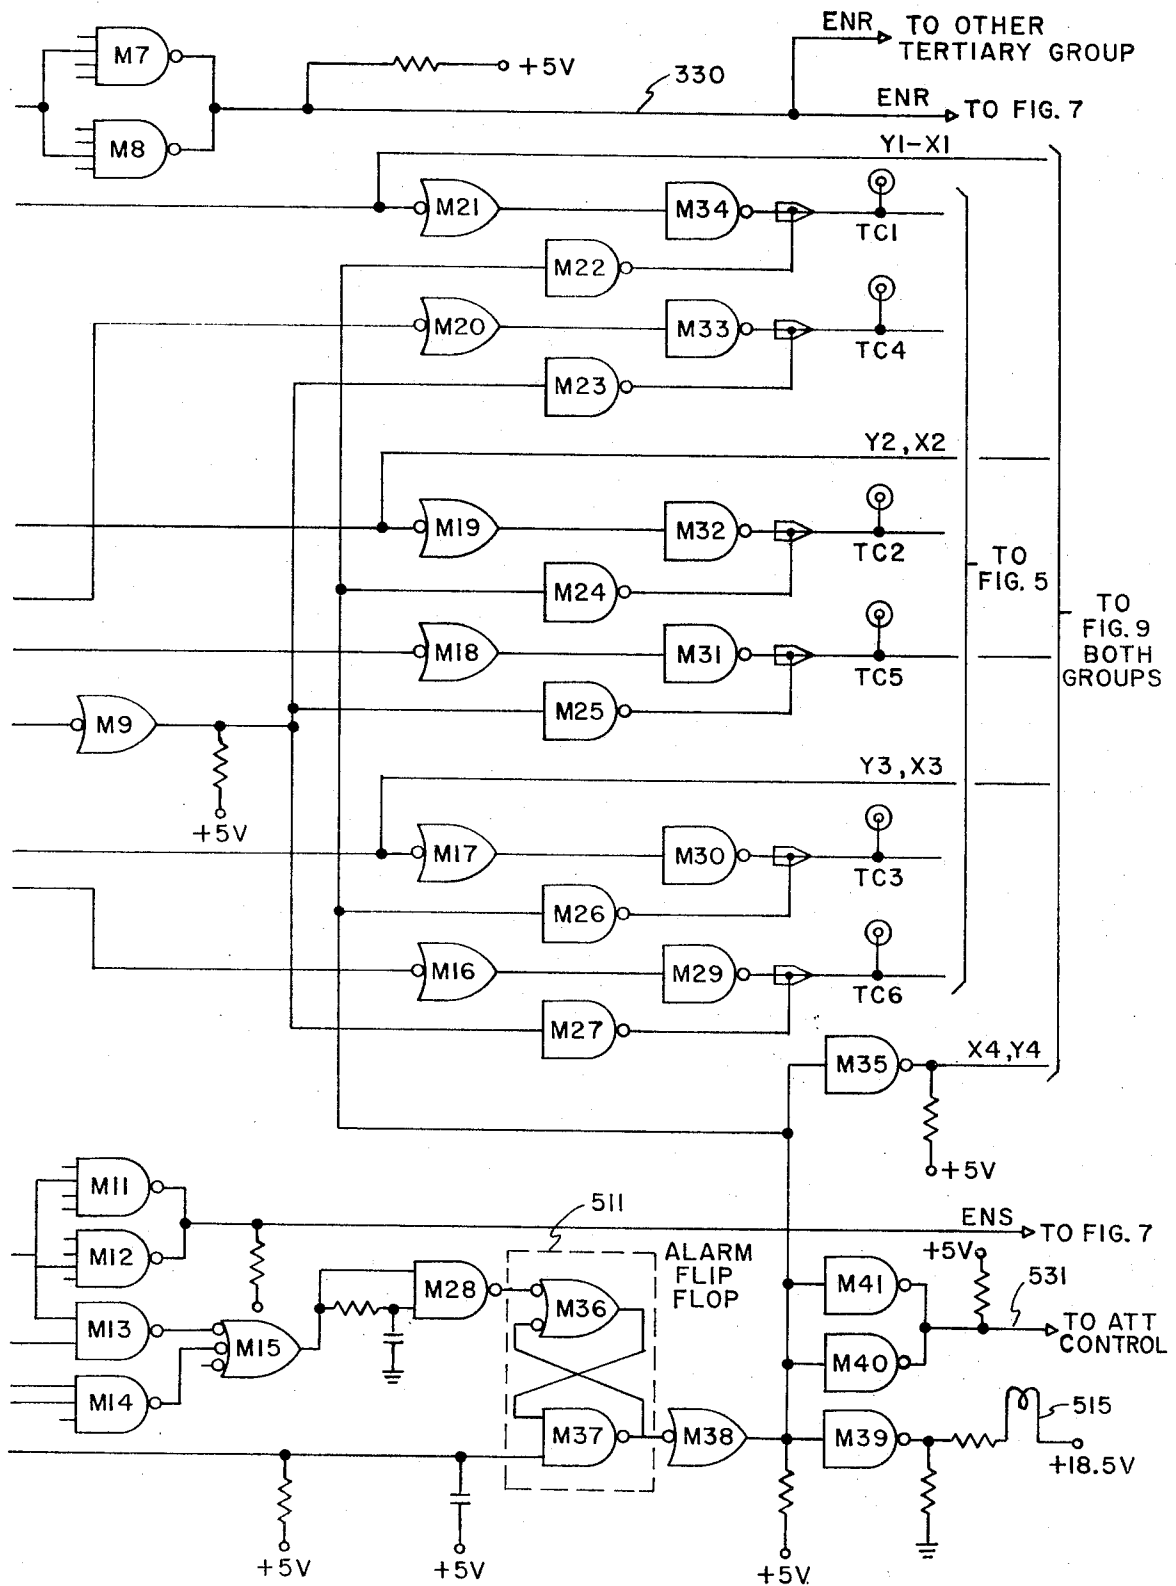 ENR
TO OTHER
TERTIARY GROUP
M7
+5V
330
ENR
TO FIG. 7
M8
Y1-X1
M21
M34
TC1
M22
M20
M33
TC4
M23
Y2,X2
M19
M32
TC2
TO
FIG. 5
M24
TO
FIG. 9
BOTH
GROUPS
M18
M31
TC5
M9
M25
Y3,X3
+5V
M17
M30
TC3
M26
M16
M29
TC6
M27
M35
X4,Y4
+5V
M11
511
ENS
TO FIG. 7
M12
ALARM
FLIP
FLOP
+5V
M28
M41
531
M36
M13
M15
TO ATT
CONTROL
M40
M14
515
M37
M38
M39
+18.5V
+5V
+5V
+5V